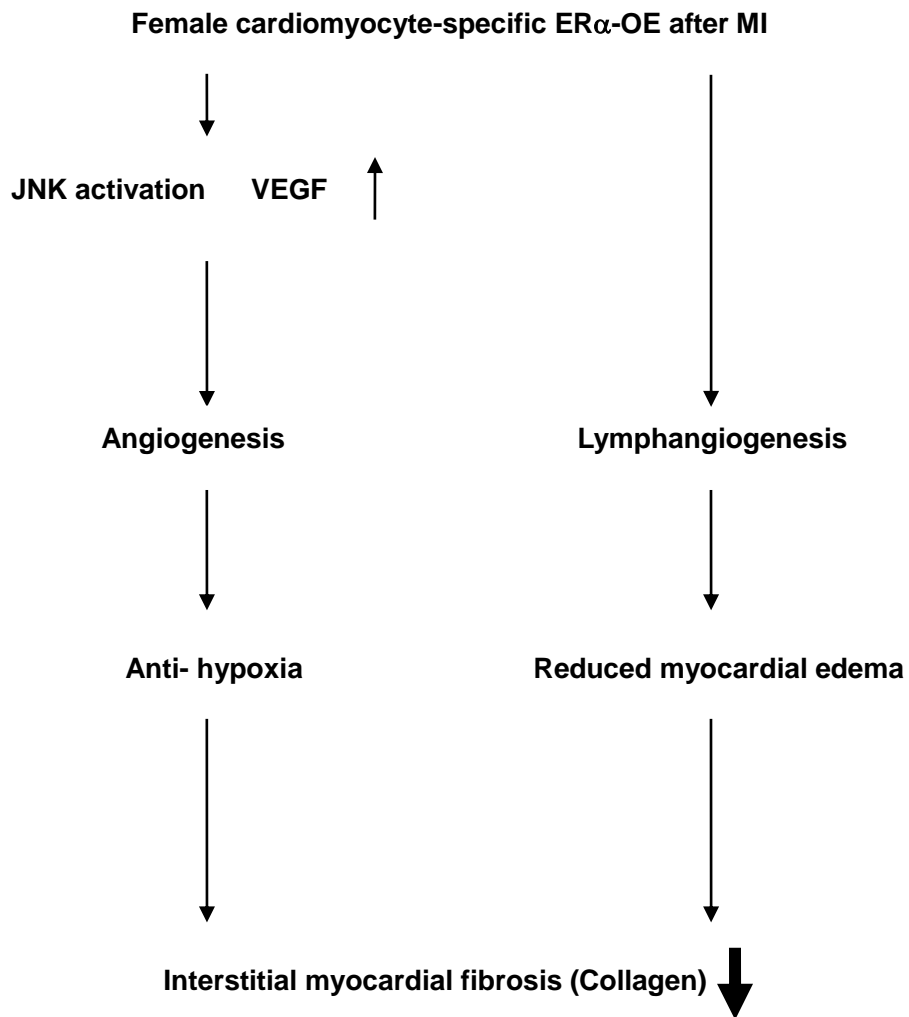 Female cardiomyocyte-specific ERα-OE after MI
JNK activation VEGF
Angiogenesis Lymphangiogenesis
Anti- hypoxia Reduced myocardial edema
Interstitial myocardial fibrosis (Collagen)